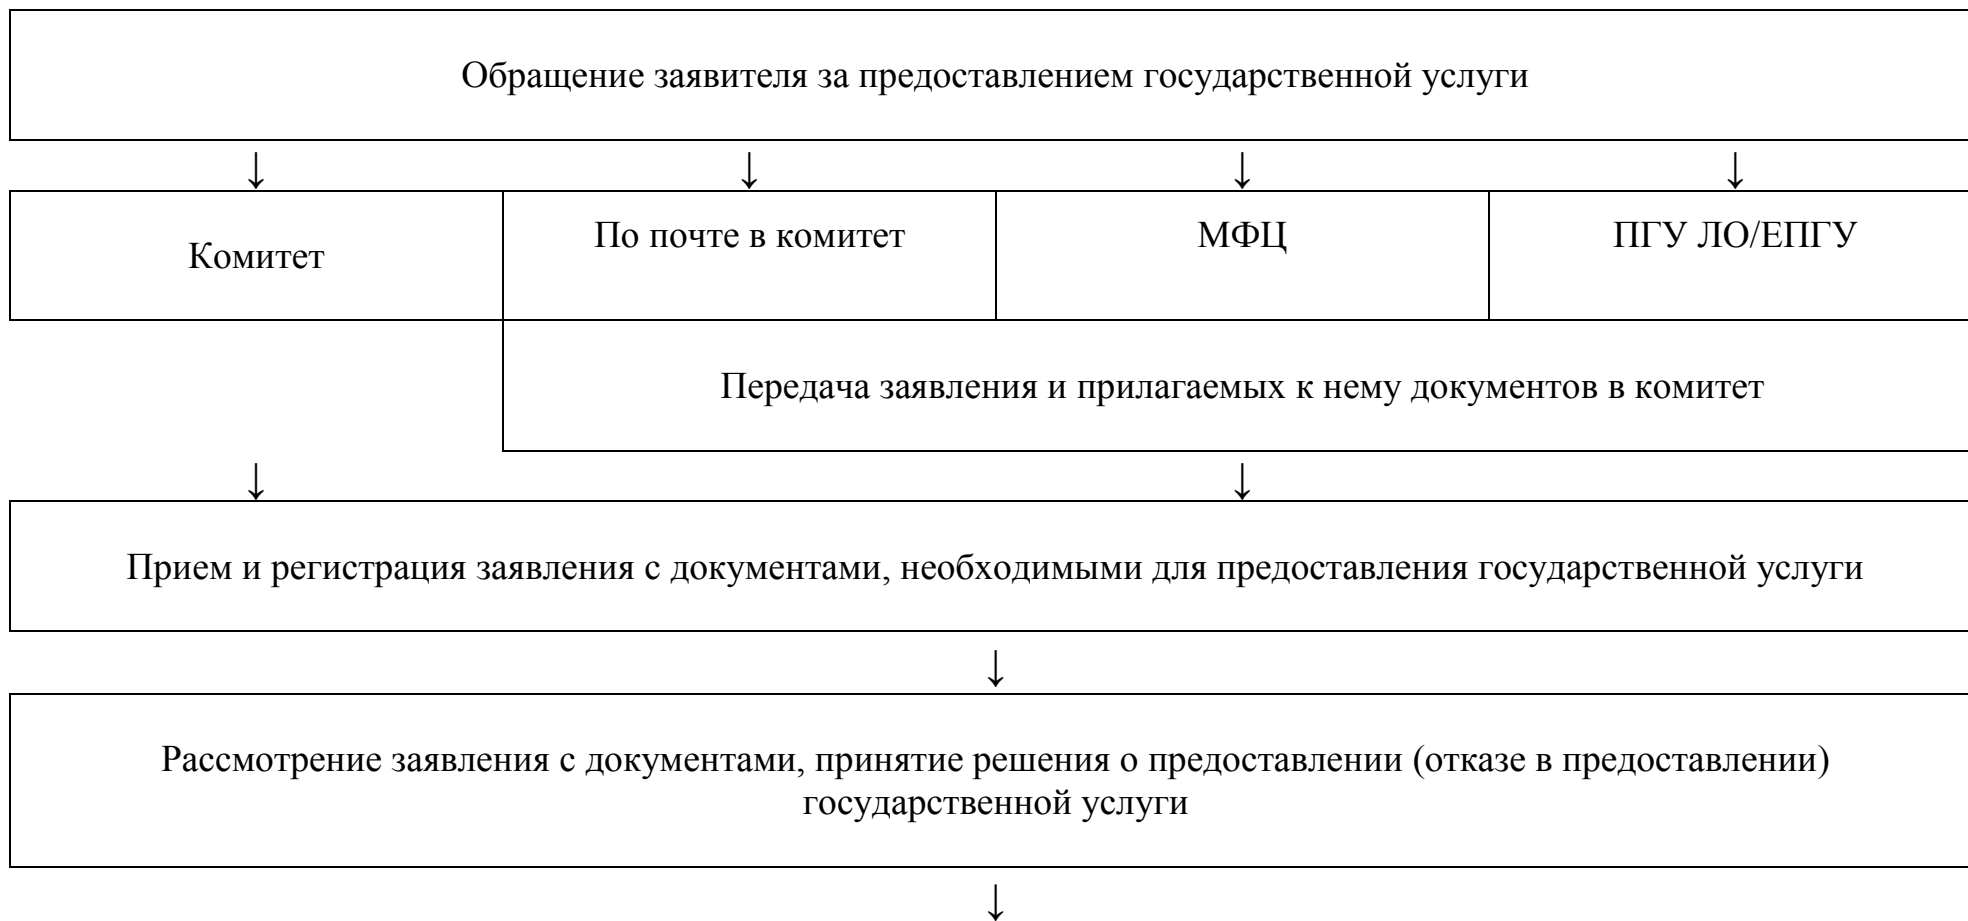 Обращение заявителя за предоставлением государственной услуги
↓ ↓ ↓ ↓
Комитет
По почте в комитет
МФЦ
ПГУ ЛО/ЕПГУ
Передача заявления и прилагаемых к нему документов в комитет
↓ ↓
Прием и регистрация заявления с документами, необходимыми для предоставления государственной услуги
↓
Рассмотрение заявления с документами, принятие решения о предоставлении (отказе в предоставлении)
государственной услуги
↓